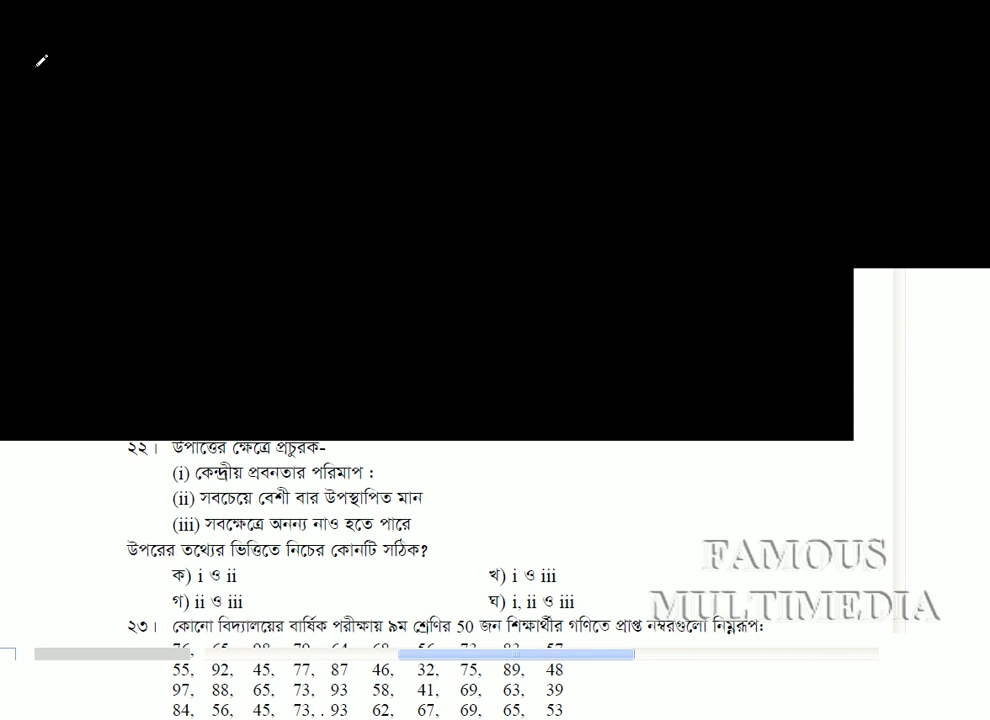 ২২। উপাত্তের ক্ষেত্রে প্রচুরক-
(i) কেন্দ্রীয় প্রবনতার পরিমাপ :
(ii) সবচেয়ে বেশী বার উপস্থাপিত মান
(iii) সবক্ষেত্রে অনন্য নাও হতে পারে
উপরের তথ্যের ভিত্তিতে নিচের কোনটি সঠিক?
ক) i ও ii খ) i ও iii
গ) ii ও iii ঘ) i, ii ও iii
FAMOUS
MULTIMEDIA
২৩। কোনো বিদ্যালয়ের বার্ষিক পরীক্ষায় ৯ম শ্রেণির 50 জন শিক্ষার্থীর গণিতে প্রাপ্ত নম্বরগুলো নিম্নরূপ:
55, 92, 45, 77, 87 46, 32, 75, 89, 48
97, 88, 65, 73, 93 58, 41, 69, 63, 39
84, 56, 45, 73, . 93 62, 67, 69, 65, 53